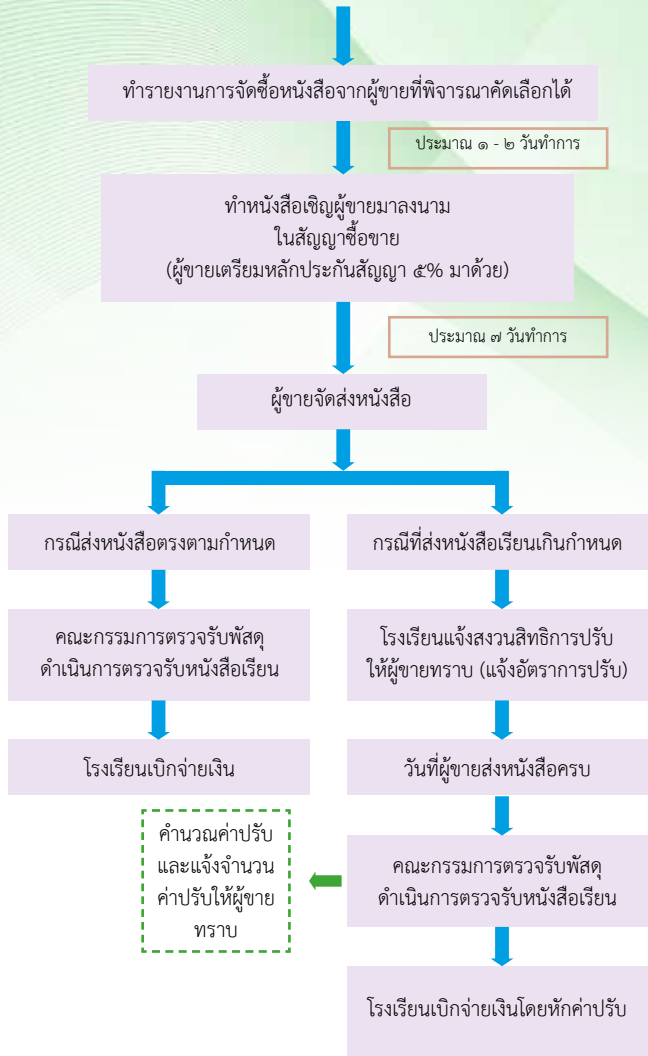 ทำรายงานการจัดซื้อหนังสือจากผู้ขายที่พิจารณาคัดเลือกได้
ประมาณ ๑ - ๒ วันทำการ
ทำหนังสือเชิญผู้ขายมาลงนาม
ในสัญญาซื้อขาย
(ผู้ขายเตรียมหลักประกันสัญญา ๕% มาด้วย)
ประมาณ ๗ วันทำการ
ผู้ขายจัดส่งหนังสือ
กรณีส่งหนังสือตรงตามกำหนด
คณะกรรมการตรวจรับพัสดุ
ดำเนินการตรวจรับหนังสือเรียน
โรงเรียนเบิกจ่ายเงิน
กรณีที่ส่งหนังสือเรียนเกินกำหนด
โรงเรียนแจ้งสงวนสิทธิการปรับ
ให้ผู้ขายทราบ (แจ้งอัตราการปรับ)
วันที่ผู้ขายส่งหนังสือครบ
คณะกรรมการตรวจรับพัสดุ
ดำเนินการตรวจรับหนังสือเรียน
คำนวณค่าปรับ
และแจ้งจำนวน
ค่าปรับให้ผู้ขาย
ทราบ
โรงเรียนเบิกจ่ายเงินโดยหักค่าปรับ